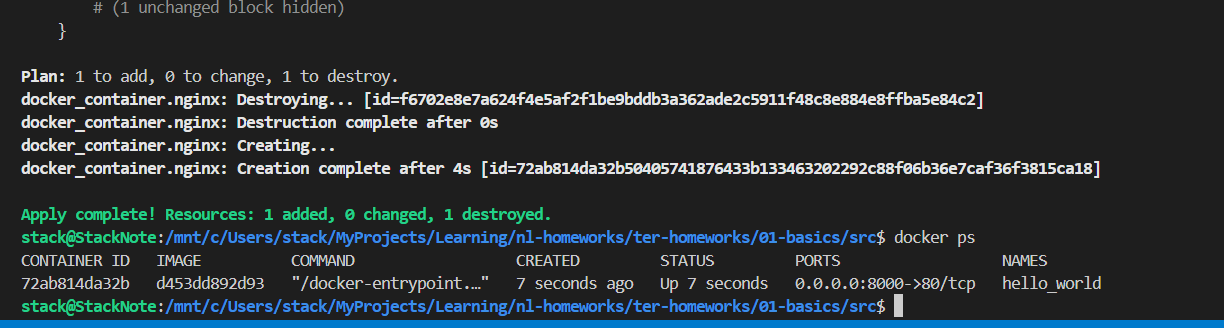 # (1 unchanged block hidden)
}
Plan: 1 to add, 0 to change, 1 to destroy.
docker_container.nginx: Destroying... [id=f6702e8e7a624f4e5af2f1be9bddb3a362ade2c5911f48c8e884e8ffba5e84c2]
docker_container.nginx: Destruction complete after 0s
docker_container.nginx: Creating...
docker_container.nginx: Creation complete after 4s [id=72ab814da32b50405741876433b133463202292c88f06b36e7caf36f3815ca18]
Apply complete! Resources: 1 added, 0 changed, 1 destroyed.
stack@StackNote:/mnt/c/Users/stack/MyProjects/Learning/nl-homeworks/ter-homeworks/01-basics/src$ docker ps
CONTAINER ID   IMAGE          COMMAND                  CREATED         STATUS         PORTS                  NAMES
72ab814da32b   d453dd892d93   "/docker-entrypoint.…"   7 seconds ago   Up 7 seconds   0.0.0.0:8000->80/tcp   hello_world
stack@StackNote:/mnt/c/Users/stack/MyProjects/Learning/nl-homeworks/ter-homeworks/01-basics/src$